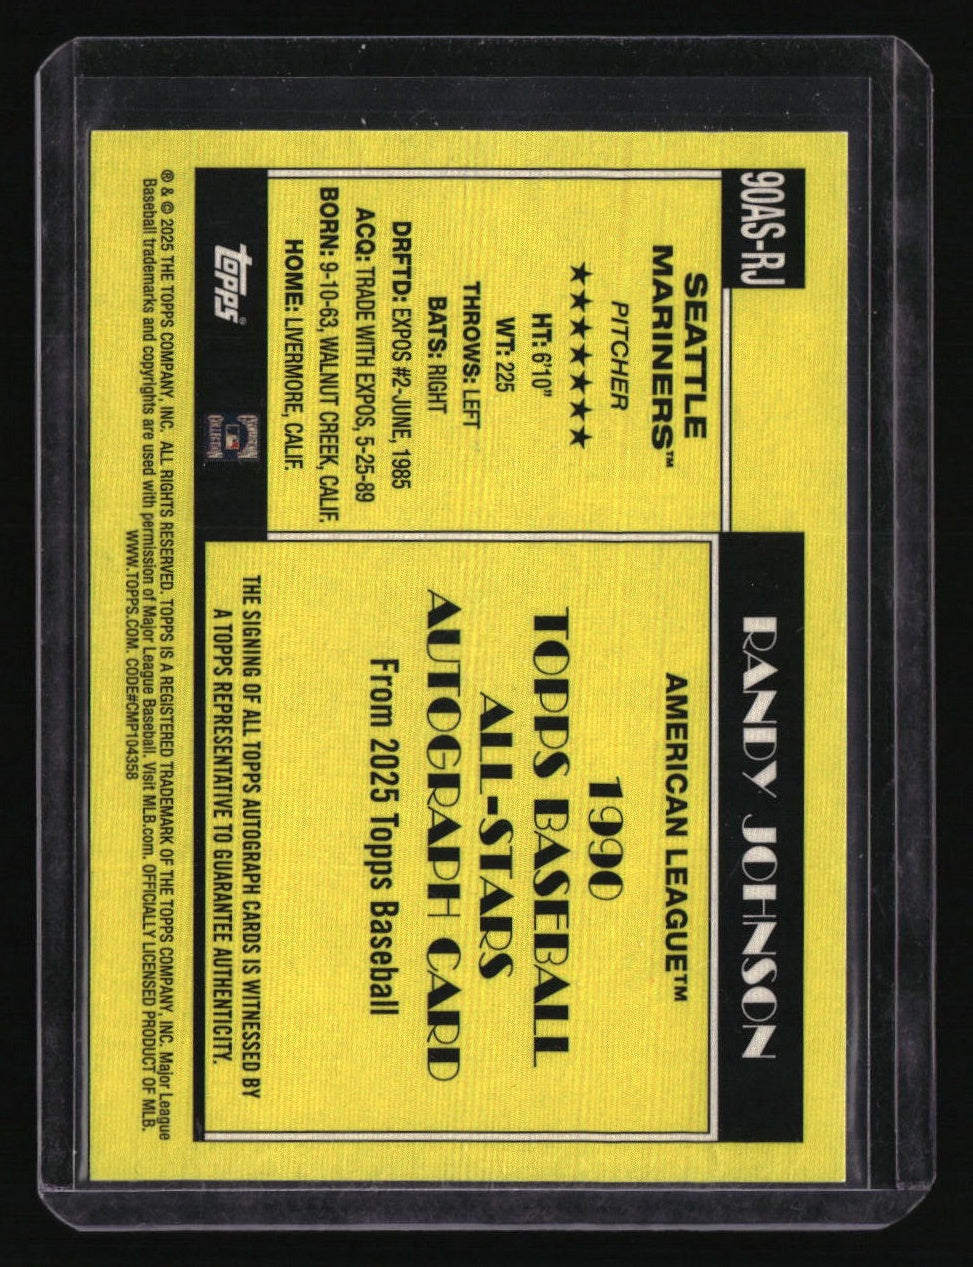 90AS-RJ
RANDY JOHNSON
SEATTLE
MARINERS™
PITCHER
★★★★★★★
HT: 6'10"
WT: 225
THROWS: LEFT
BATS: RIGHT
DRFTD: EXPOS #2-JUNE, 1985
ACQ: TRADE WITH EXPOS, 5-25-89
BORN: 9-10-63, WALNUT CREEK, CALIF.
HOME: LIVERMORE, CALIF.
topps®
COOPERSTOWN
COLLECTION
AMERICAN LEAGUE™
1990
TOPPS BASEBALL
ALL-STARS
AUTOGRAPH CARD
From 2025 Topps Baseball
THE SIGNING OF ALL TOPPS AUTOGRAPH CARDS IS WITNESSED BY
A TOPPS REPRESENTATIVE TO GUARANTEE AUTHENTICITY.
® & © 2025 THE TOPPS COMPANY, INC. ALL RIGHTS RESERVED. TOPPS IS A REGISTERED TRADEMARK OF THE TOPPS COMPANY, INC. Major League
Baseball trademarks and copyrights are used with permission of Major League Baseball. Visit MLB.com. OFFICIALLY LICENSED PRODUCT OF MLB.
WWW.TOPPS.COM. CODE#CMP104358